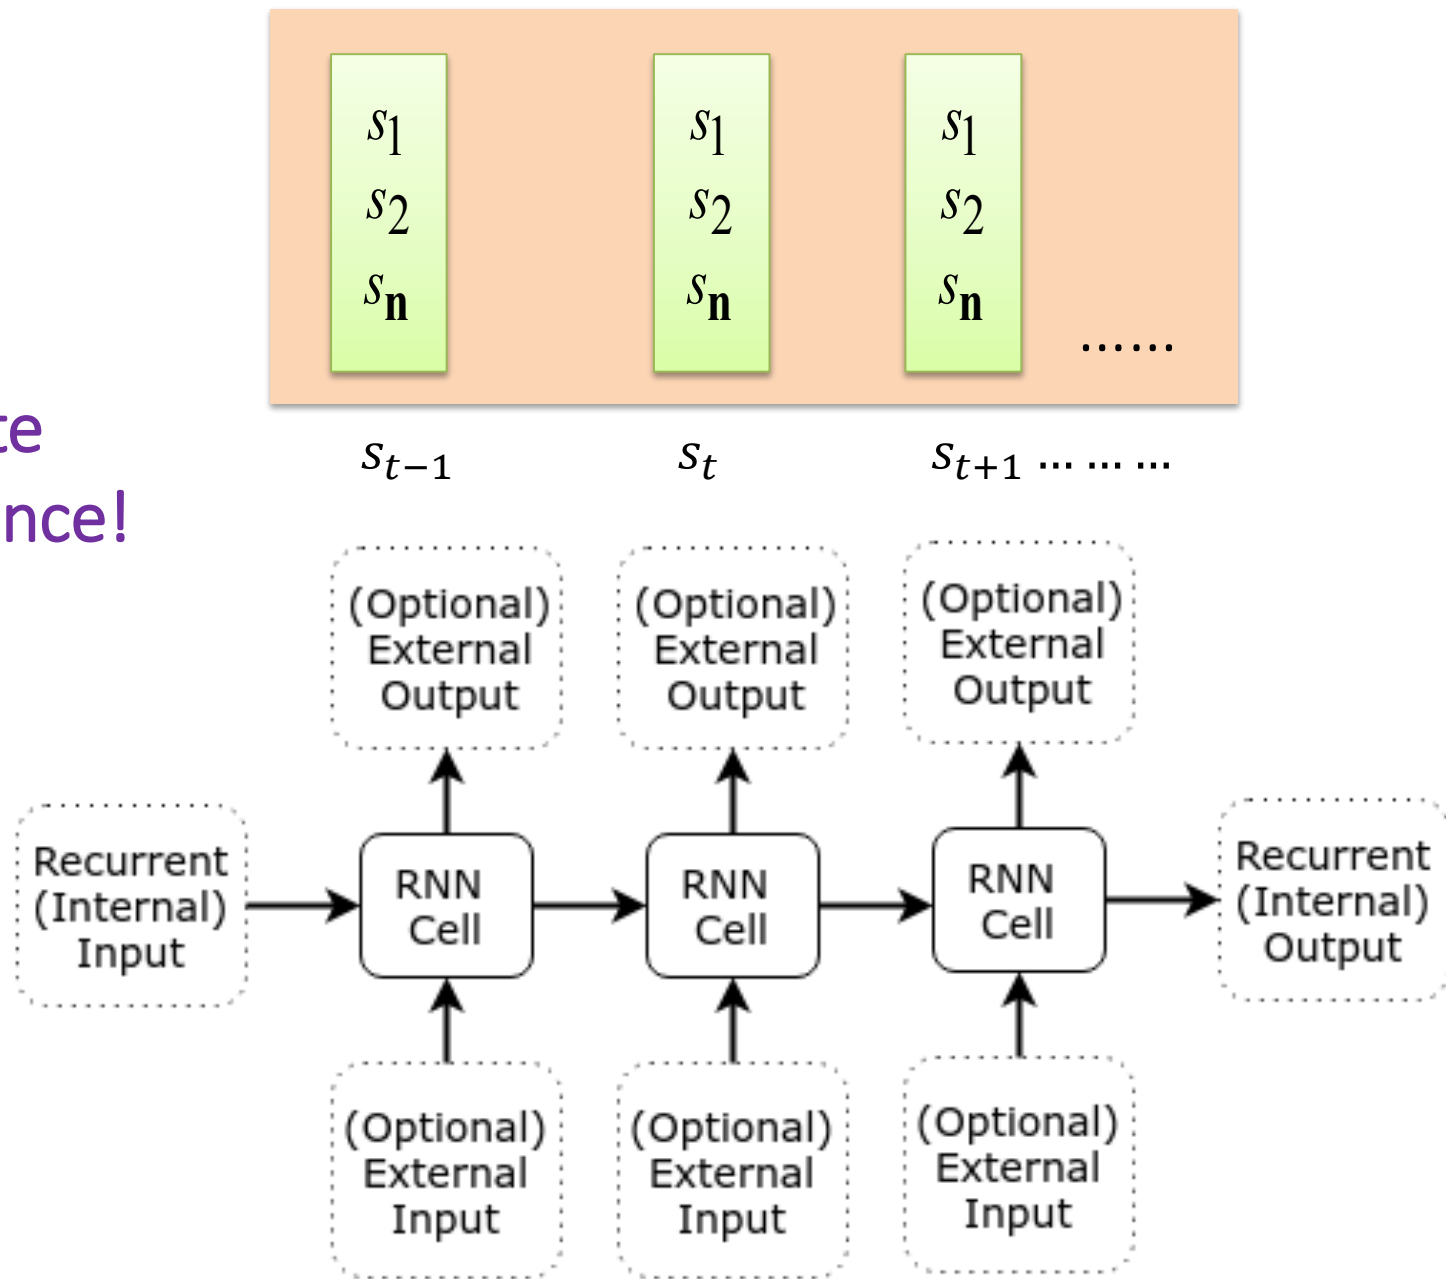 s1 s1 s1
s2 s2 s2
sn sn sn
......
st−1 st st+1 ... ... ...
te
nce!
(Optional) (Optional) (Optional)
External External External
Output Output Output
Recurrent RNN RNN RNN Recurrent
(Internal) Cell Cell Cell (Internal)
Input Output
(Optional) (Optional) (Optional)
External External External
Input Input Input